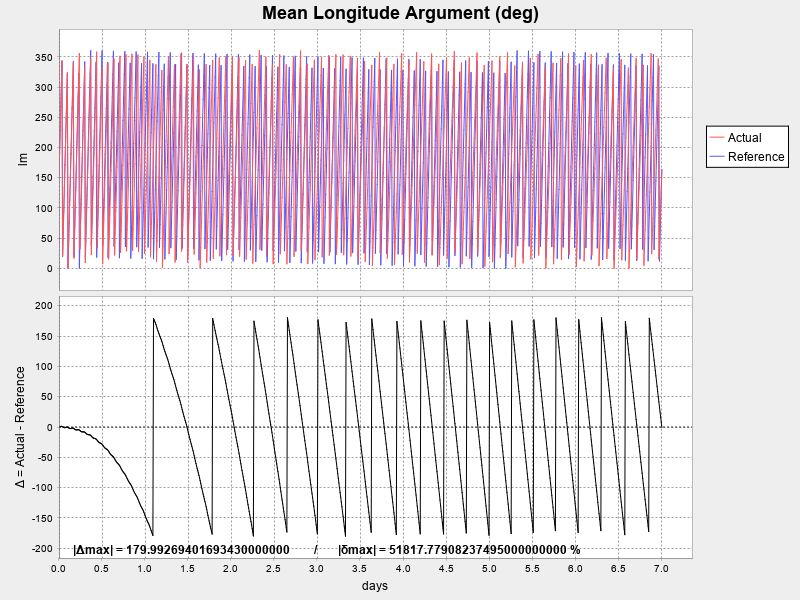 Mean Longitude Argument (deg)
350
300
250
200
150
100
50
0
lm
Actual
Reference
200
150
100
50
0
-50
-100
-150
-200
Δ = Actual - Reference
|Δmax| = 179.99269401693430000000 / |δmax| = 51817.77908237495000000000 %
0.0 0.5 1.0 1.5 2.0 2.5 3.0 3.5 4.0 4.5 5.0 5.5 6.0 6.5 7.0
days